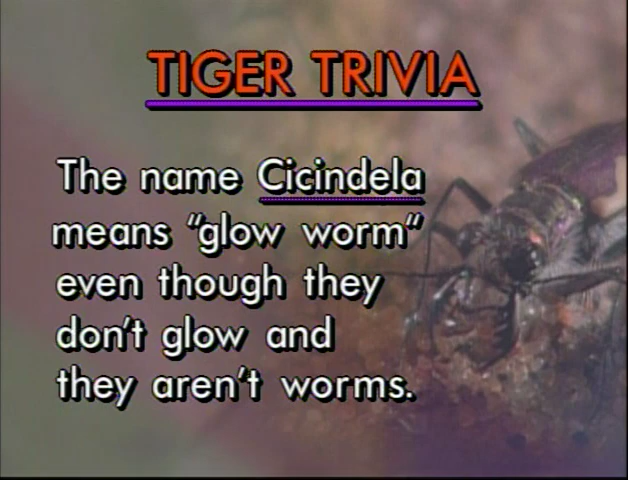 TIGER TRIVIA
The name Cicindela
means "glow worm"
even though they
don't glow and
they aren't worms.